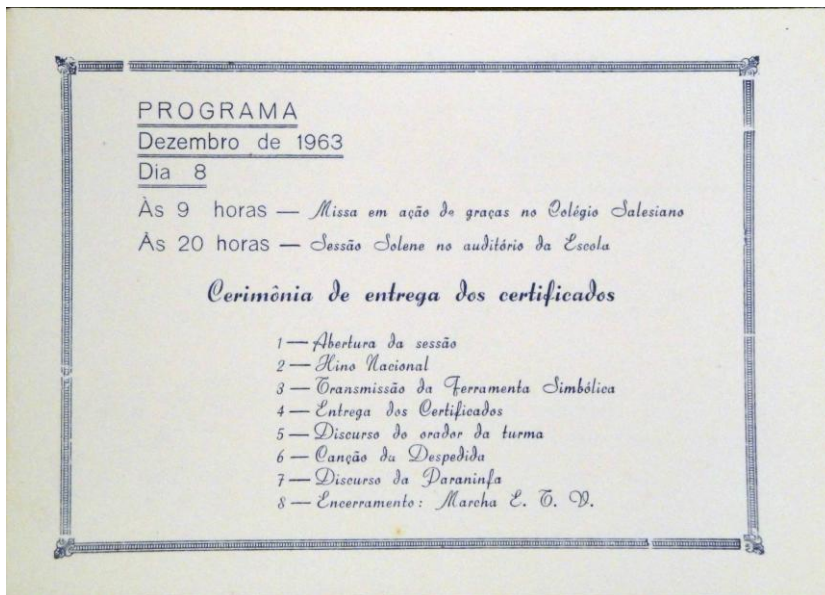 PROGRAMA
Dezembro de 1963
Dia 8
Às 9 horas — Missa em ação de graças no Colégio Salesiano
Às 20 horas — Sessão Solene no auditório da Escola
Cerimônia de entrega dos certificados
1 — Abertura da sessão
2 — Hino Nacional
3 — Transmissão da Ferramenta Simbólica
4 — Entrega dos Certificados
5 — Discurso do orador da turma
6 — Canção da Despedida
7 — Discurso da Paraninfa
8 — Encerramento: Marcha E. T. V.